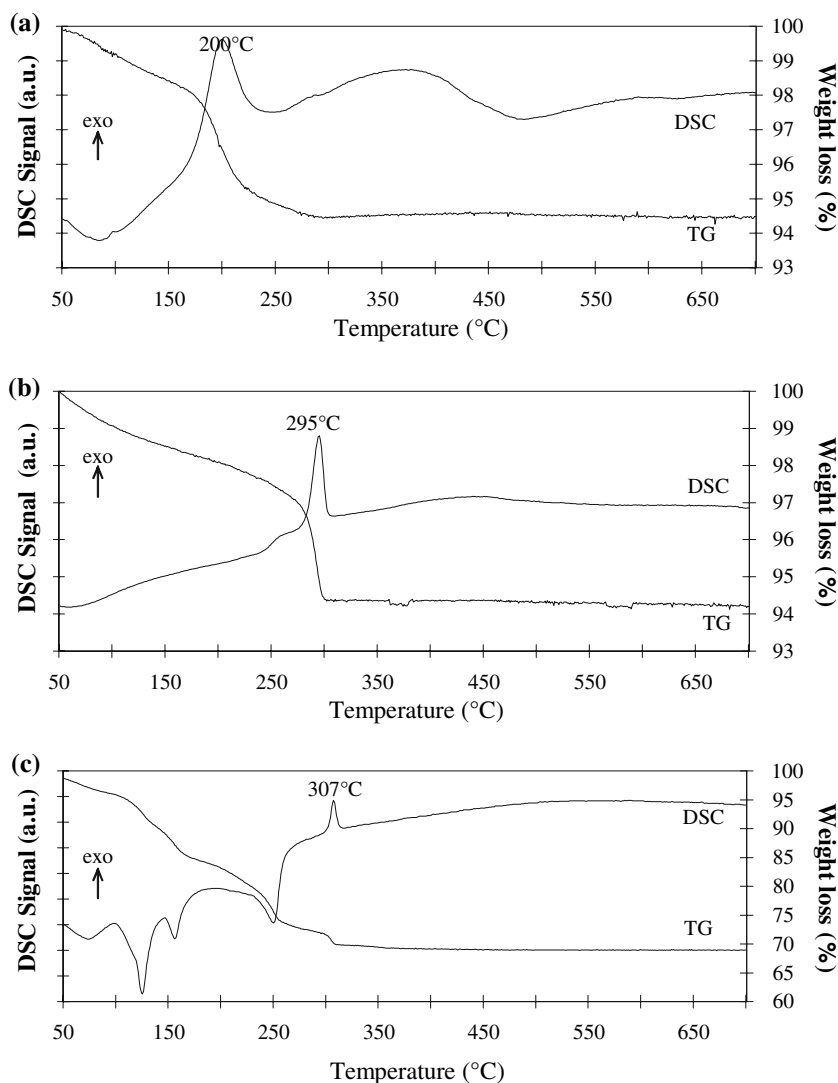 (a)
200°C
exo
DSC
TG
DSC Signal (a.u.)
Weight loss (%)
100
99
98
97
96
95
94
93
50 150 250 350 450 550 650
Temperature (°C)
(b)
295°C
exo
DSC
TG
DSC Signal (a.u.)
Weight loss (%)
100
99
98
97
96
95
94
93
50 150 250 350 450 550 650
Temperature (°C)
(c)
307°C
exo
DSC
TG
DSC Signal (a.u.)
Weight loss (%)
100
95
90
85
80
75
70
65
60
50 150 250 350 450 550 650
Temperature (°C)